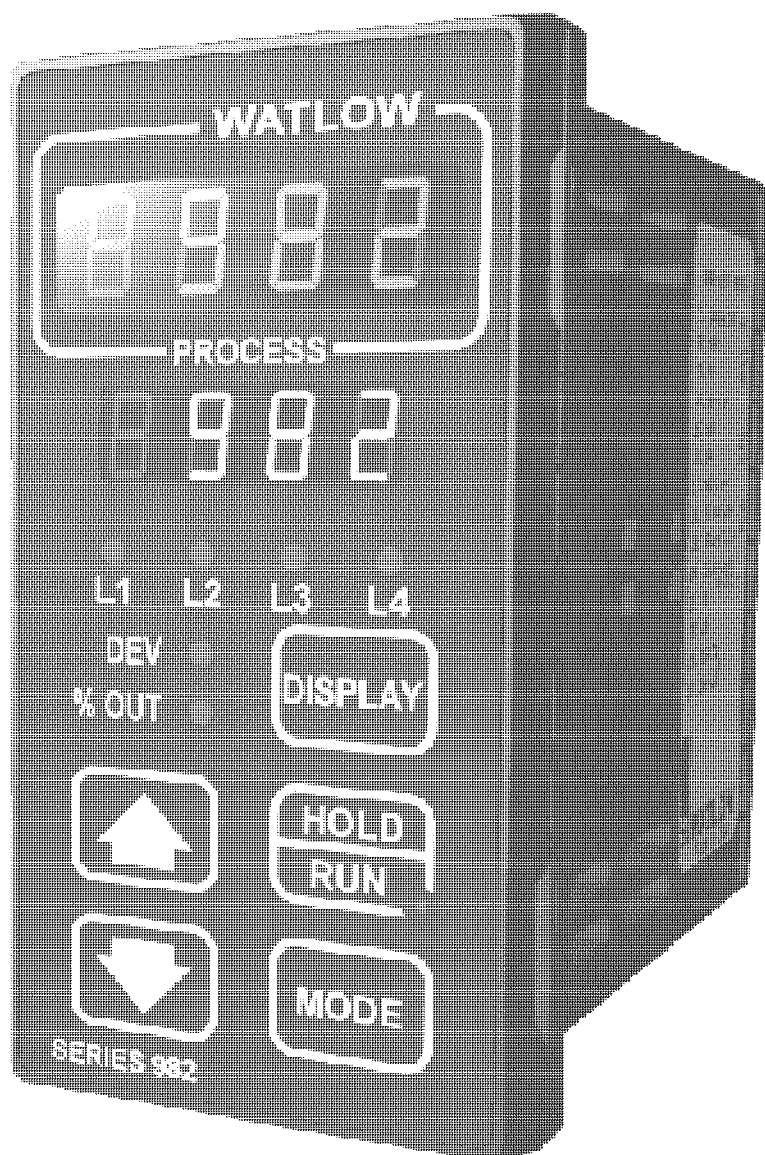 WATLOW
982
PROCESS
982
L1 L2 L3 L4
DEV
% OUT
DISPLAY
HOLD
RUN
MODE
SERIES 982